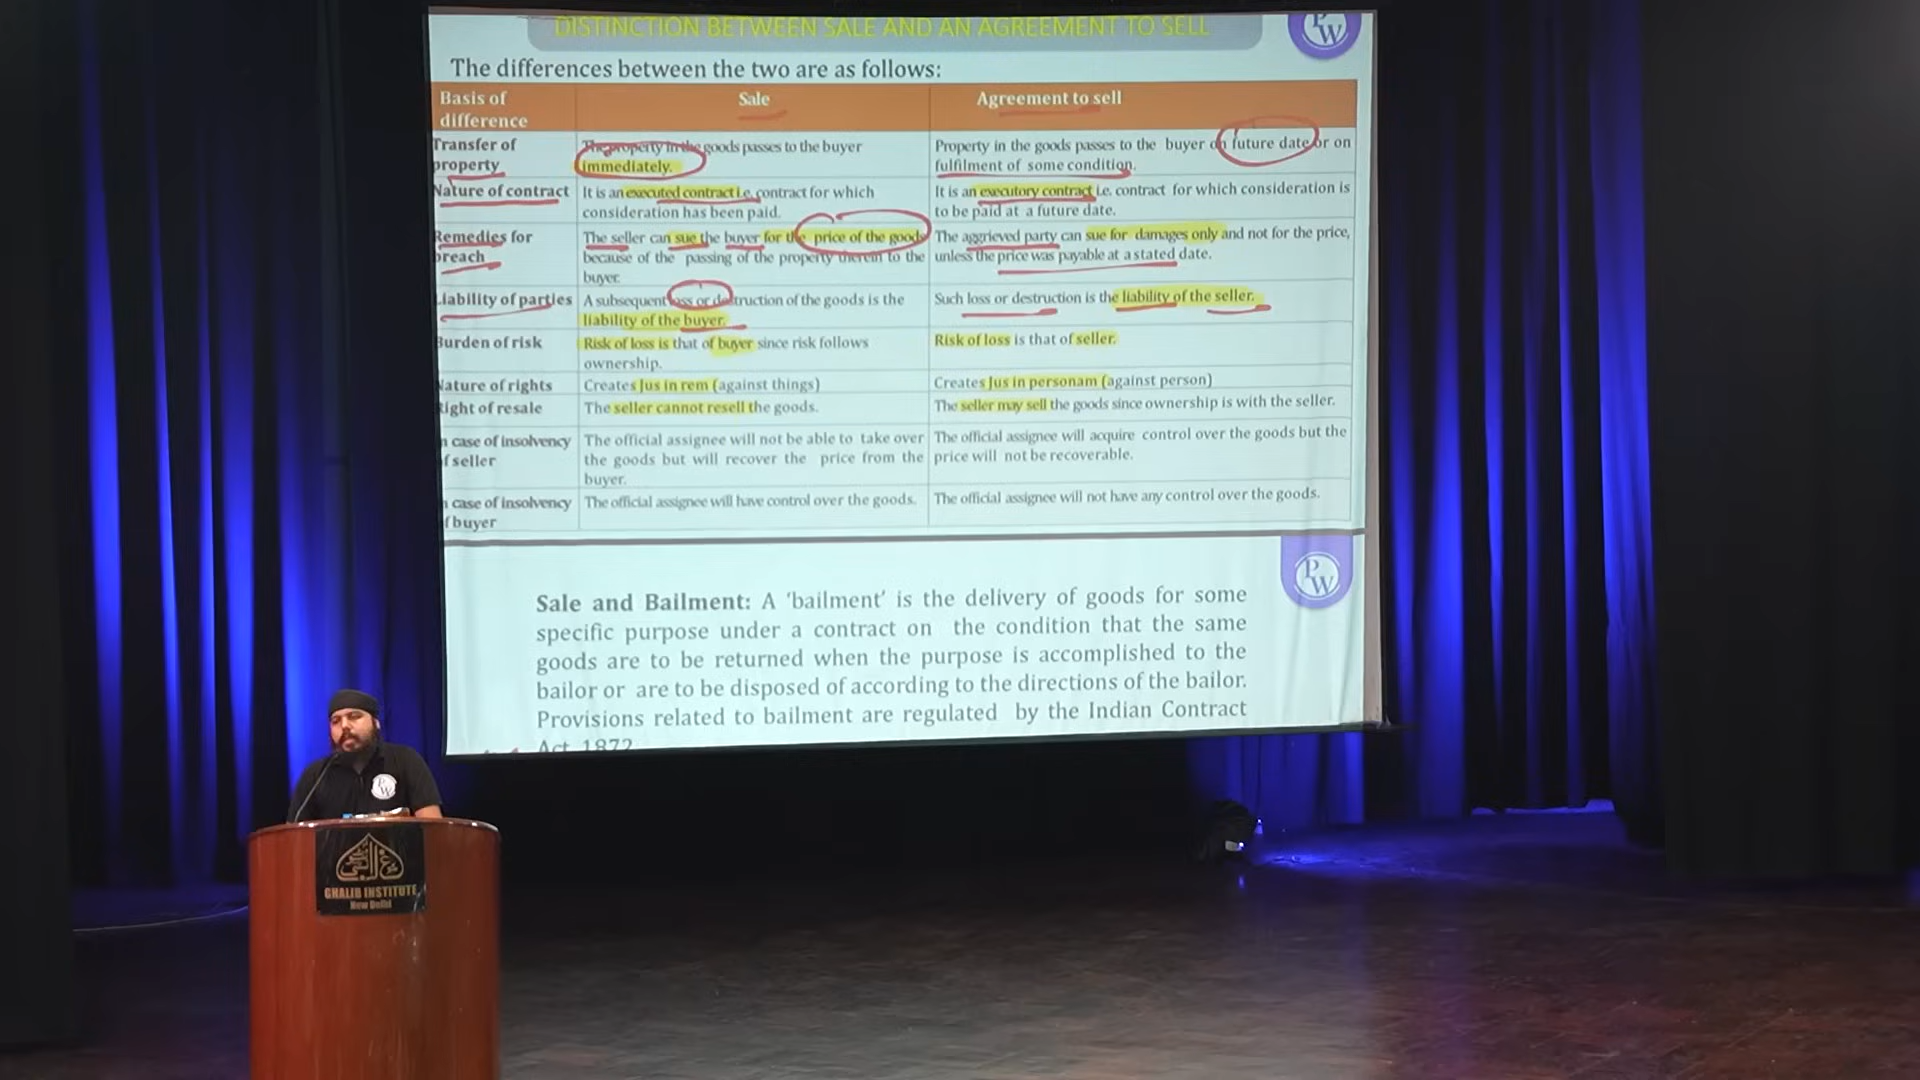 DISTINCTION BETWEEN SALE AND AN AGREEMENT TO SELL
PW
The differences between the two are as follows:
Basis of difference
Sale
Agreement to sell
Transfer of property
The property in the goods passes to the buyer
immediately.
Property in the goods passes to the buyer on future date or on
fulfilment of some condition.
Nature of contract
It is an executed contract i.e. contract for which
consideration has been paid.
It is an executory contract i.e. contract for which consideration is
to be paid at a future date.
Remedies for
breach
The seller can sue the buyer for the price of the goods
because of the passing of the property therein to the
buyer.
The aggrieved party can sue for damages only and not for the price,
unless the price was payable at a stated date.
Liability of parties
A subsequent loss or destruction of the goods is the
liability of the buyer.
Such loss or destruction is the liability of the seller.
Burden of risk
Risk of loss is that of buyer since risk follows
ownership.
Risk of loss is that of seller.
Nature of rights
Creates Jus in rem (against things)
Creates Jus in personam (against person)
Right of resale
The seller cannot resell the goods.
The seller may sell the goods since ownership is with the seller.
n case of insolvency
f seller
The official assignee will not be able to take over
the goods but will recover the price from the
buyer.
The official assignee will acquire control over the goods but the
price will not be recoverable.
n case of insolvency
f buyer
The official assignee will have control over the goods.
The official assignee will not have any control over the goods.
PW
Sale and Bailment: A ‘bailment’ is the delivery of goods for some
specific purpose under a contract on the condition that the same
goods are to be returned when the purpose is accomplished to the
bailor or are to be disposed of according to the directions of the bailor.
Provisions related to bailment are regulated by the Indian Contract
Act, 1872
PW
GHALIB INSTITUTE
New Delhi